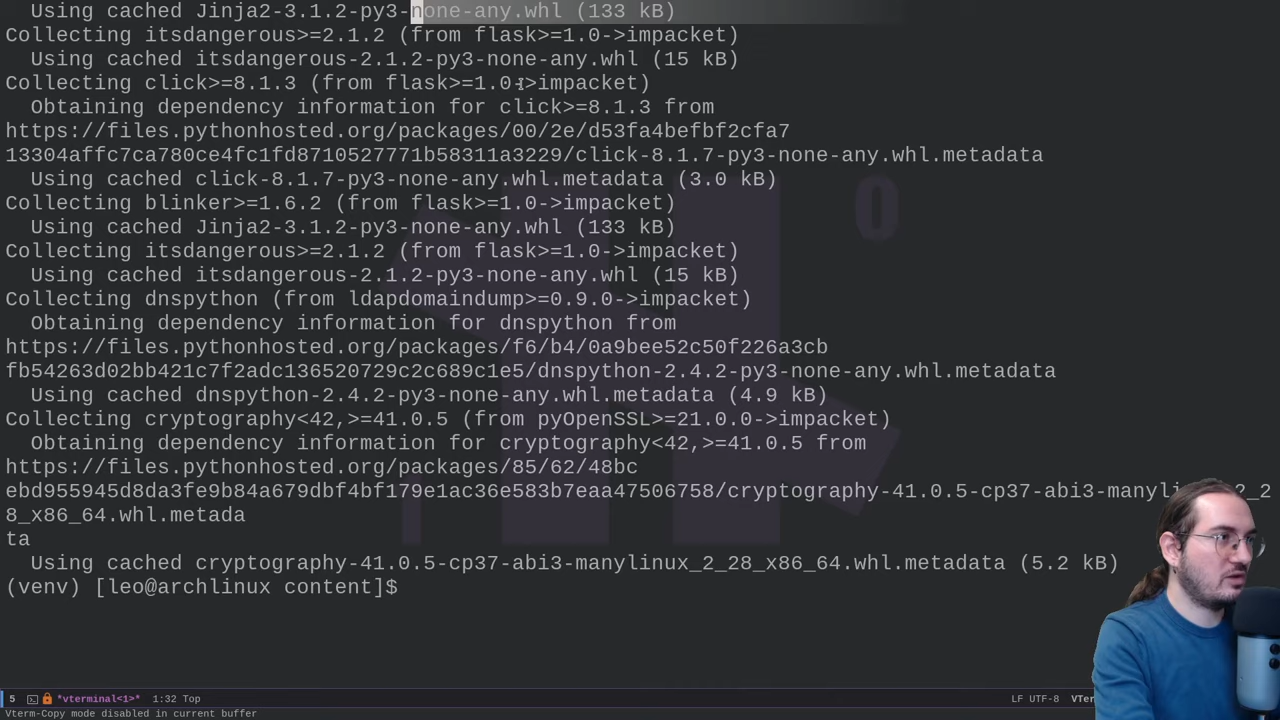 Using cached Jinja2-3.1.2-py3-none-any.whl (133 kB)
Collecting itsdangerous>=2.1.2 (from flask>=1.0->impacket)
Using cached itsdangerous-2.1.2-py3-none-any.whl (15 kB)
Collecting click>=8.1.3 (from flask>=1.0->impacket)
Obtaining dependency information for click>=8.1.3 from
https://files.pythonhosted.org/packages/00/2e/d53fa4befbf2cfa7
13304affc7ca780ce4fc1fd8710527771b58311a3229/click-8.1.7-py3-none-any.whl.metadata
Using cached click-8.1.7-py3-none-any.whl.metadata (3.0 kB)
Collecting blinker>=1.6.2 (from flask>=1.0->impacket)
Using cached Jinja2-3.1.2-py3-none-any.whl (133 kB)
Collecting itsdangerous>=2.1.2 (from flask>=1.0->impacket)
Using cached itsdangerous-2.1.2-py3-none-any.whl (15 kB)
Collecting dnspython (from ldapdomaindump>=0.9.0->impacket)
Obtaining dependency information for dnspython from
https://files.pythonhosted.org/packages/f6/b4/0a9bee52c50f226a3cb
fb54263d02bb421c7f2adc136520729c2c689c1e5/dnspython-2.4.2-py3-none-any.whl.metadata
Using cached dnspython-2.4.2-py3-none-any.whl.metadata (4.9 kB)
Collecting cryptography<42,>=41.0.5 (from pyOpenSSL>=21.0.0->impacket)
Obtaining dependency information for cryptography<42,>=41.0.5 from
https://files.pythonhosted.org/packages/85/62/48bc
ebd955945d8da3fe9b84a679dbf4bf179e1ac36e583b7eaa47506758/cryptography-41.0.5-cp37-abi3-manylinux_2_2
8_x86_64.whl.metada
ta
Using cached cryptography-41.0.5-cp37-abi3-manylinux_2_28_x86_64.whl.metadata (5.2 kB)
(venv) [leo@archlinux content]$
5 *vterminal<1>* 1:32 Top LF UTF-8 VTer
Vterm-Copy mode disabled in current buffer